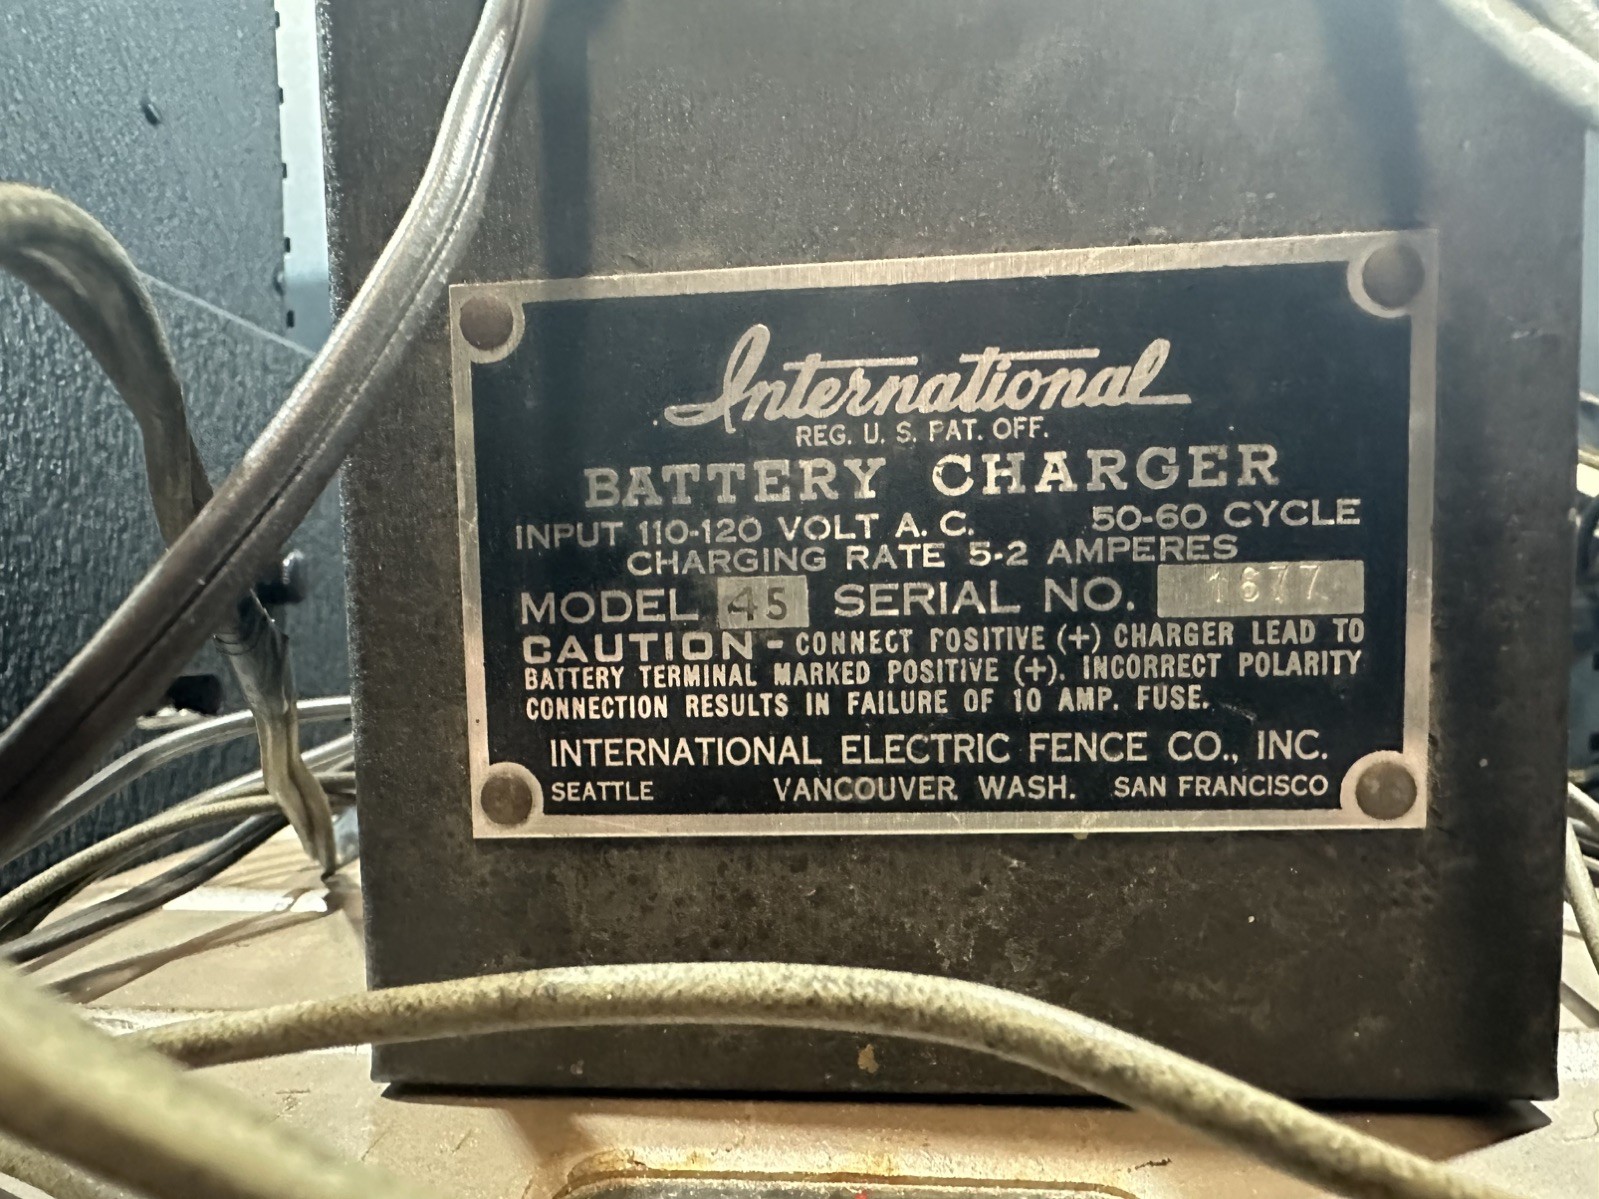 International
REG. U. S. PAT. OFF.
BATTERY CHARGER
INPUT 110-120 VOLT A. C. 50-60 CYCLE
CHARGING RATE 5-2 AMPERES
MODEL 45 SERIAL NO. 1677
CAUTION - CONNECT POSITIVE (+) CHARGER LEAD TO
BATTERY TERMINAL MARKED POSITIVE (+). INCORRECT POLARITY
CONNECTION RESULTS IN FAILURE OF 10 AMP. FUSE.
INTERNATIONAL ELECTRIC FENCE CO., INC.
SEATTLE VANCOUVER WASH. SAN FRANCISCO